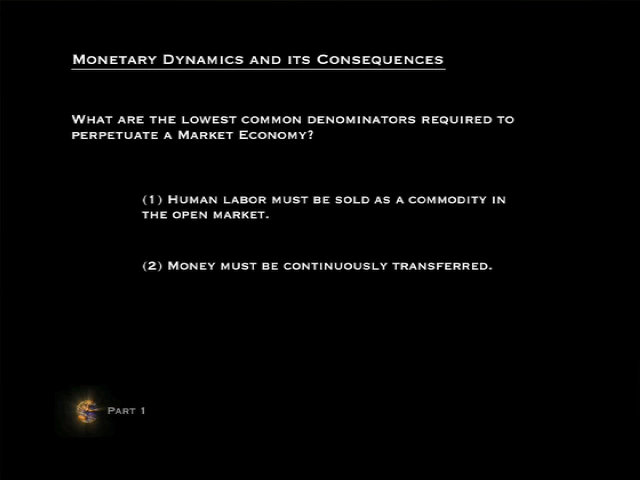 Monetary Dynamics and its Consequences
What are the lowest common denominators required to
perpetuate a Market Economy?
(1) Human labor must be sold as a commodity in
the open market.
(2) Money must be continuously transferred.
Part 1